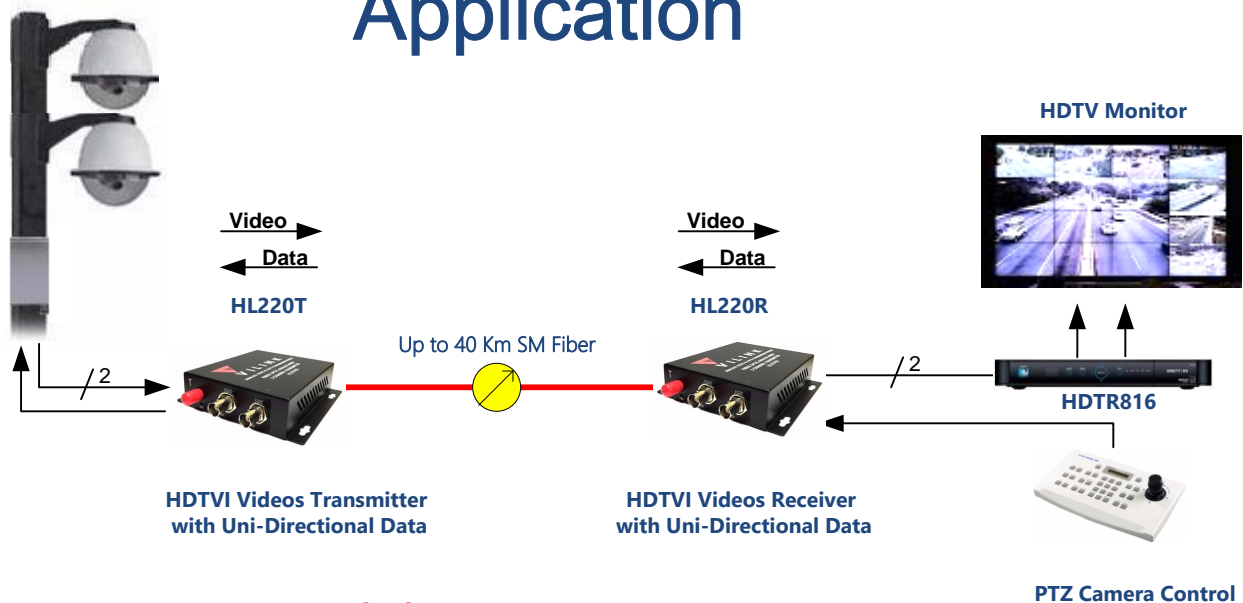 Application
HDTV Monitor
Video
Data
HL220T
Video
Data
HL220R
Up to 40 Km SM Fiber
2
2
HDTR816
HDTVI Videos Transmitter
with Uni-Directional Data
HDTVI Videos Receiver
with Uni-Directional Data
PTZ Camera Control